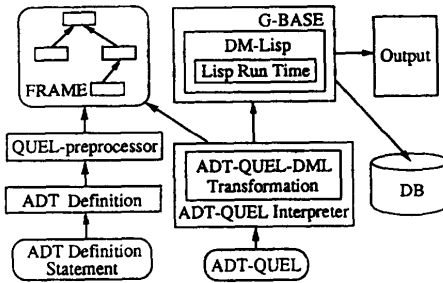 G-BASE
DM-Lisp
Lisp Run Time
Output
FRAME
QUEL-preprocessor
ADT-QUEL-DML
Transformation
ADT-QUEL Interpreter
DB
ADT Definition
ADT Definition
Statement
ADT-QUEL